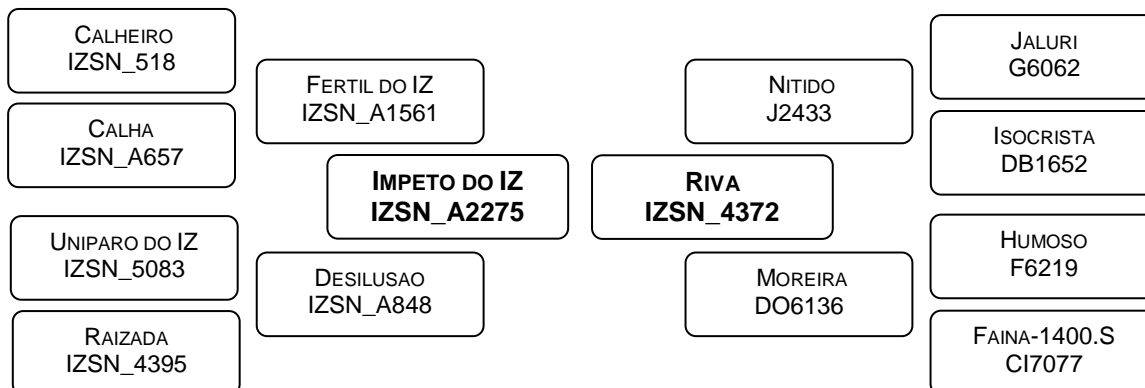 CALHEIRO
IZSN_518
CALHA
IZSN_A657
UNIPARO DO IZ
IZSN_5083
RAIZADA
IZSN_4395
FERTIL DO IZ
IZSN_A1561
DESILUSAO
IZSN_A848
IMPETO DO IZ
IZSN_A2275
RIVA
IZSN_4372
NITIDO
J2433
MOREIRA
DO6136
JALURI
G6062
ISOCRISTA
DB1652
HUMOSO
F6219
FAINA-1400.S
CI7077